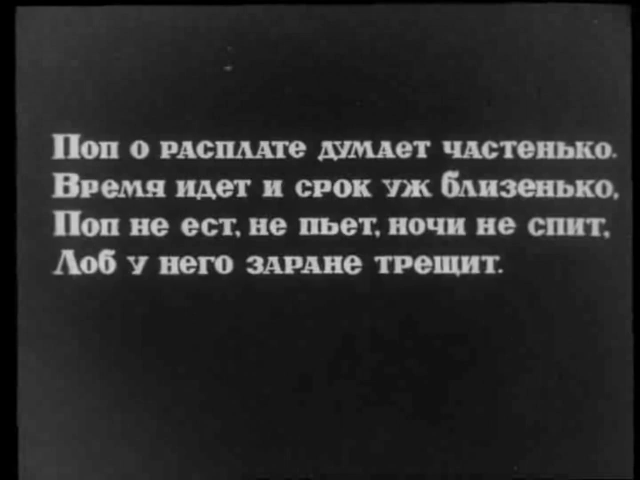 Поп о расплате думает частенько.
Время идет и срок уж близенько,
Поп не ест, не пьет, ночи не спит,
Лоб у него заране трещит.